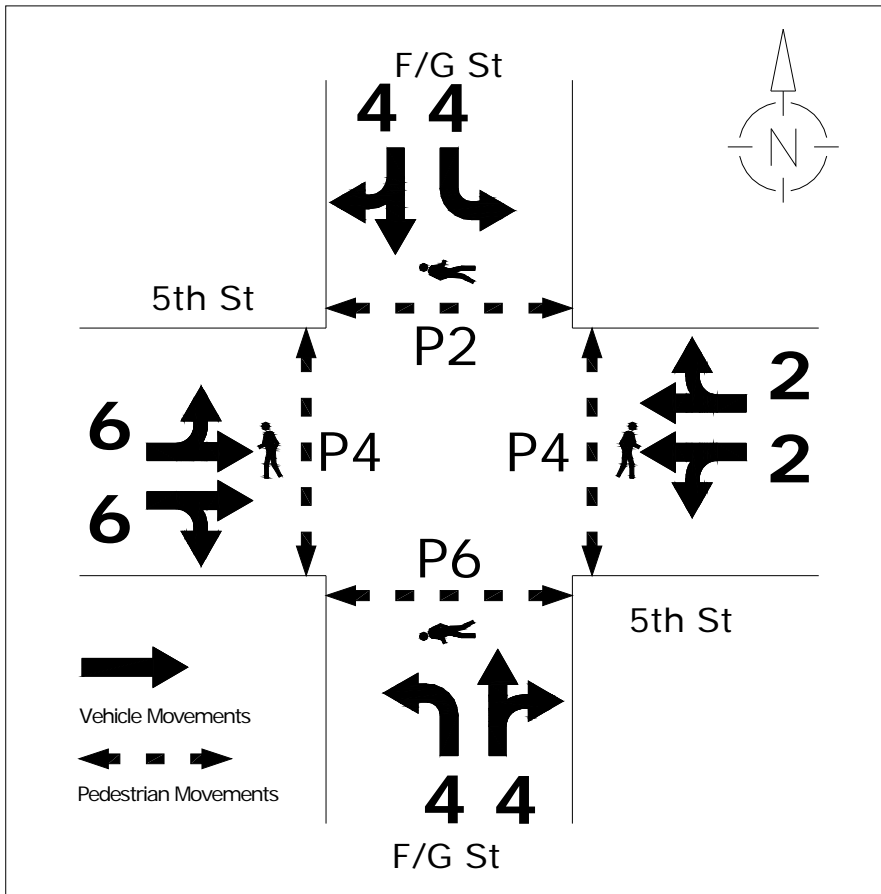 F/G St
4 4
N
5th St
P2
2
6
P4 P4
2
6
P6
5th St
Vehicle Movements
Pedestrian Movements
4 4
F/G St